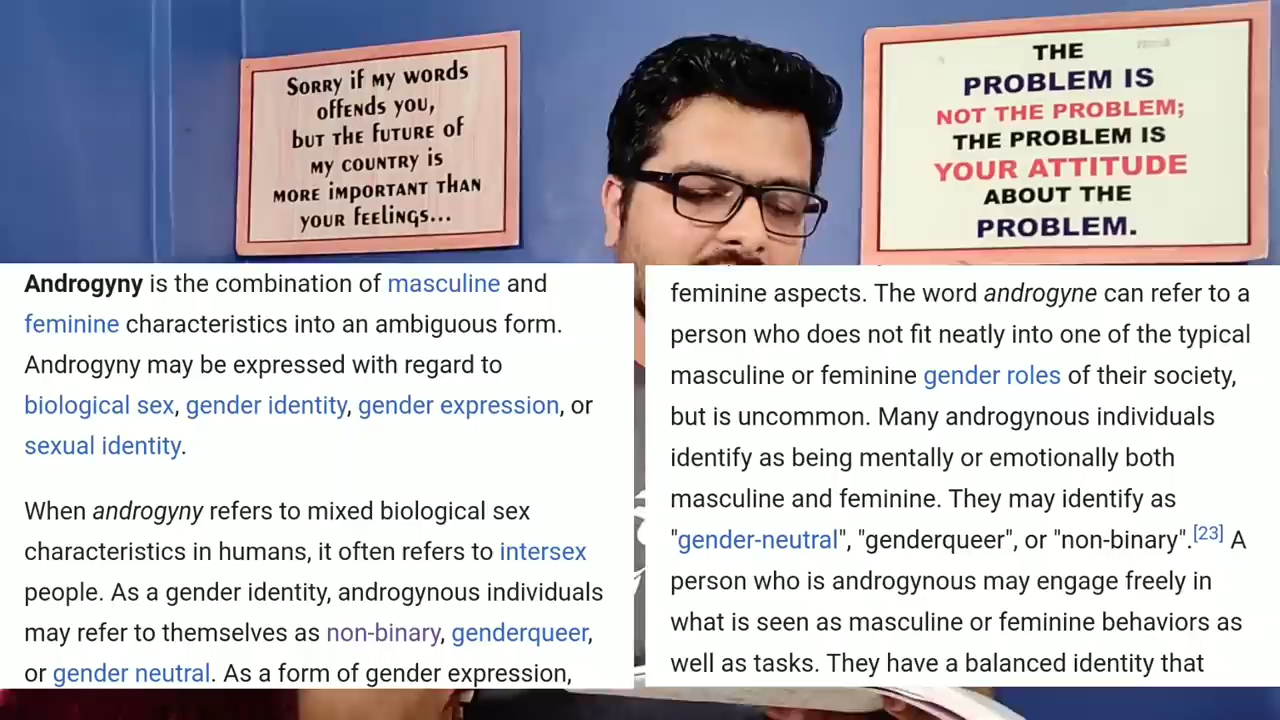 Sorry if my words
offends you,
but the future of
my country is
more important than
your feelings...
THE
PROBLEM IS
NOT THE PROBLEM;
THE PROBLEM IS
YOUR ATTITUDE
ABOUT THE
PROBLEM.
Androgyny is the combination of masculine and
feminine characteristics into an ambiguous form.
Androgyny may be expressed with regard to
biological sex, gender identity, gender expression, or
sexual identity.
When androgyny refers to mixed biological sex
characteristics in humans, it often refers to intersex
people. As a gender identity, androgynous individuals
may refer to themselves as non-binary, genderqueer,
or gender neutral. As a form of gender expression,
feminine aspects. The word androgyne can refer to a
person who does not fit neatly into one of the typical
masculine or feminine gender roles of their society,
but is uncommon. Many androgynous individuals
identify as being mentally or emotionally both
masculine and feminine. They may identify as
"gender-neutral", "genderqueer", or "non-binary".[23] A
person who is androgynous may engage freely in
what is seen as masculine or feminine behaviors as
well as tasks. They have a balanced identity that